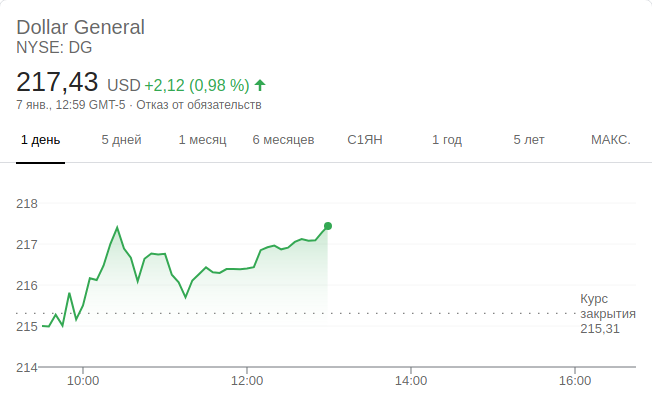 Dollar General
NYSE: DG
217,43 USD +2,12 (0,98 %)
7 янв., 12:59 GMT-5 · Отказ от обязательств
1 день 5 дней 1 месяц 6 месяцев С1ЯН 1 год 5 лет МАКС.
218
217
216
215
214
Курс
закрытия
215,31
10:00 12:00 14:00 16:00